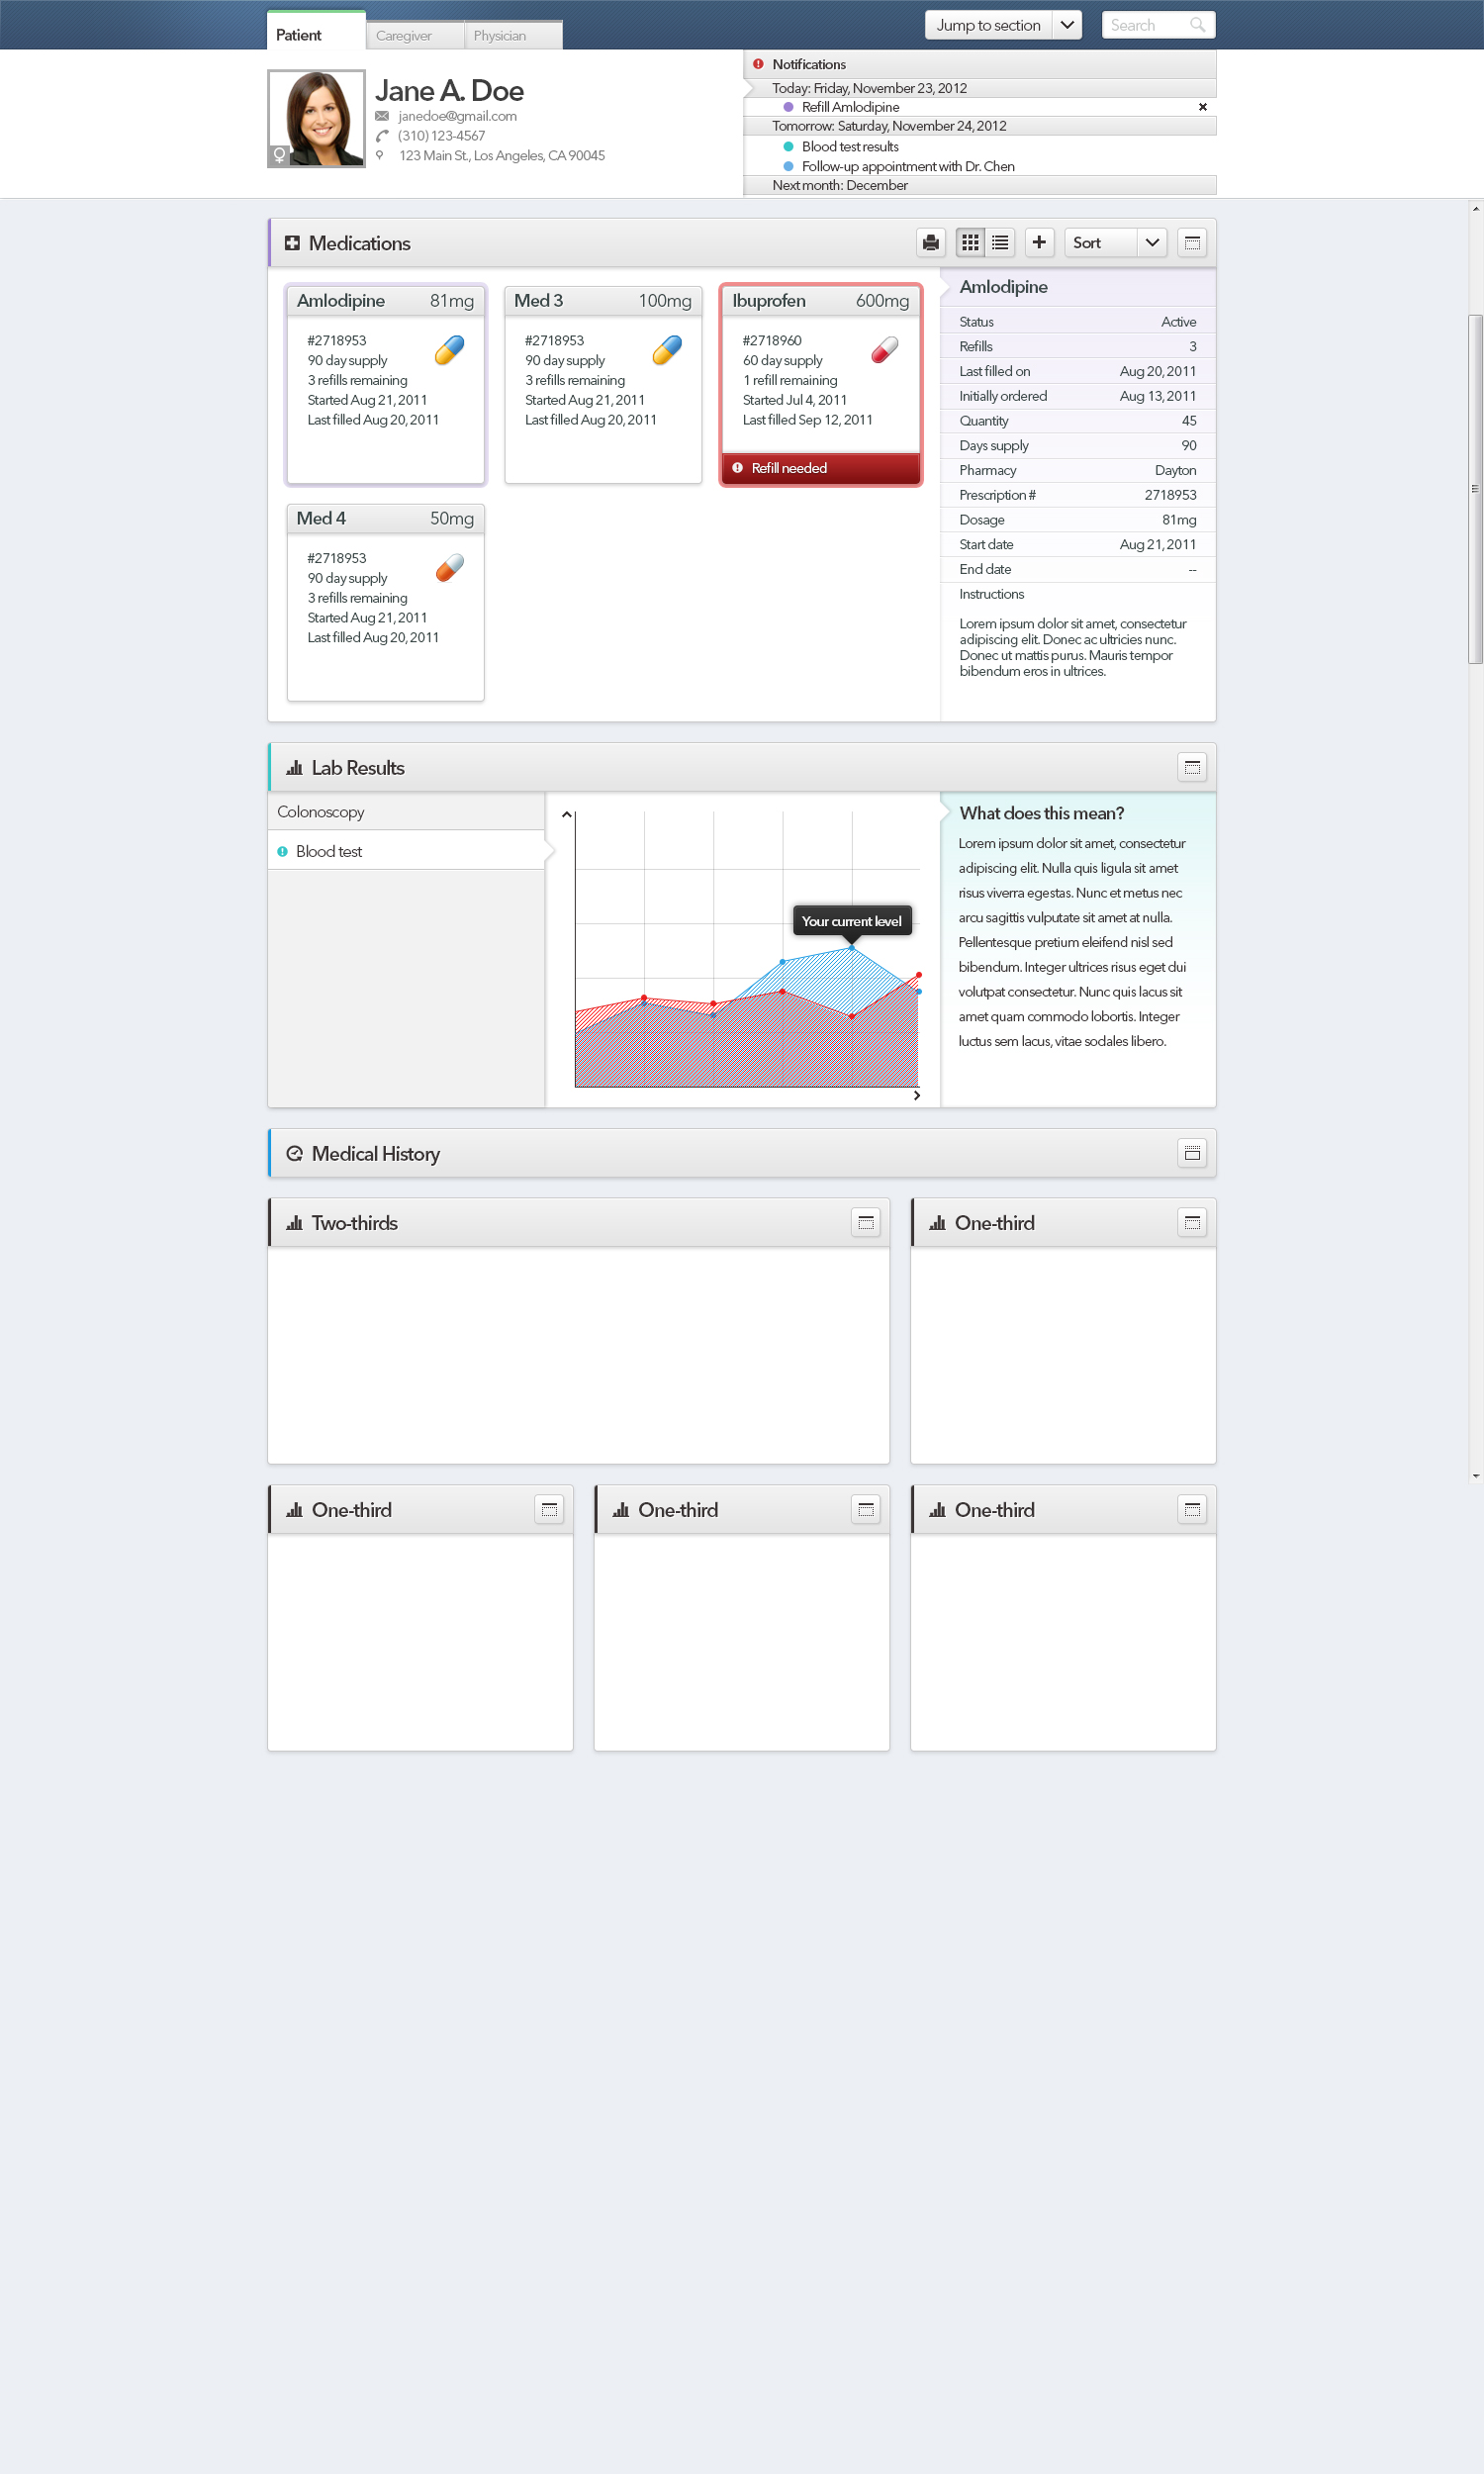 Patient
Caregiver
Physician
Jump to section
Search
Jane A. Doe
janedoe@gmail.com
(310) 123-4567
123 Main St., Los Angeles, CA 90045
Notifications
Today: Friday, November 23, 2012
Refill Amlodipine
Tomorrow: Saturday, November 24, 2012
Blood test results
Follow-up appointment with Dr. Chen
Next month: December
Medications
Sort
Amlodipine 81mg
#2718953
90 day supply
3 refills remaining
Started Aug 21, 2011
Last filled Aug 20, 2011
Med 3 100mg
#2718953
90 day supply
3 refills remaining
Started Aug 21, 2011
Last filled Aug 20, 2011
Ibuprofen 600mg
#2718960
60 day supply
1 refill remaining
Started Jul 4, 2011
Last filled Sep 12, 2011
Refill needed
Med 4 50mg
#2718953
90 day supply
3 refills remaining
Started Aug 21, 2011
Last filled Aug 20, 2011
Amlodipine
Status Active
Refills 3
Last filled on Aug 20, 2011
Initially ordered Aug 13, 2011
Quantity 45
Days supply 90
Pharmacy Dayton
Prescription # 2718953
Dosage 81mg
Start date Aug 21, 2011
End date --
Instructions
Lorem ipsum dolor sit amet, consectetur
adipiscing elit. Donec ac ultricies nunc.
Donec ut mattis purus. Mauris tempor
bibendum eros in ultrices.
Lab Results
Colonoscopy
Blood test
Your current level
What does this mean?
Lorem ipsum dolor sit amet, consectetur
adipiscing elit. Nulla quis ligula sit amet
risus viverra egestas. Nunc et metus nec
arcu sagittis vulputate sit amet at nulla.
Pellentesque pretium eleifend nisl sed
bibendum. Integer ultrices risus eget dui
volutpat consectetur. Nunc quis lacus sit
amet quam commodo lobortis. Integer
luctus sem lacus, vitae sodales libero.
Medical History
Two-thirds
One-third
One-third
One-third
One-third